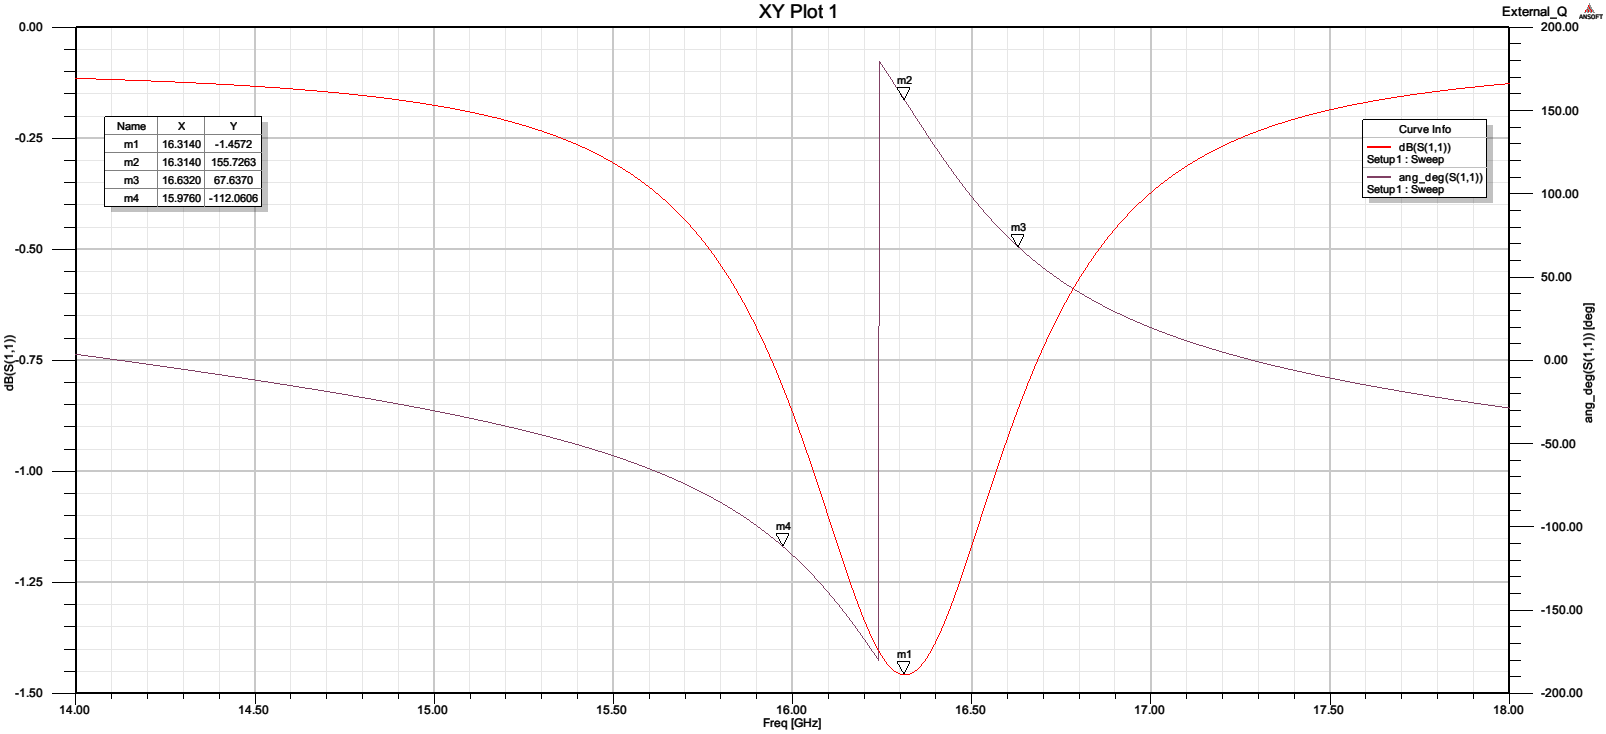 XY Plot 1
External_Q
ANSOFT
0.00
-0.25
-0.50
-0.75
-1.00
-1.25
-1.50
dB(S(1,1))
Name X Y
m1 16.3140 -1.4572
m2 16.3140 155.7263
m3 16.6320 67.6370
m4 15.9760 -112.0606
m2
m3
m4
m1
Curve Info
dB(S(1,1))
Setup1 : Sweep
ang_deg(S(1,1))
Setup1 : Sweep
200.00
150.00
100.00
50.00
0.00
-50.00
-100.00
-150.00
-200.00
ang_deg(S(1,1)) [deg]
14.00 14.50 15.00 15.50 16.00 16.50 17.00 17.50 18.00
Freq [GHz]